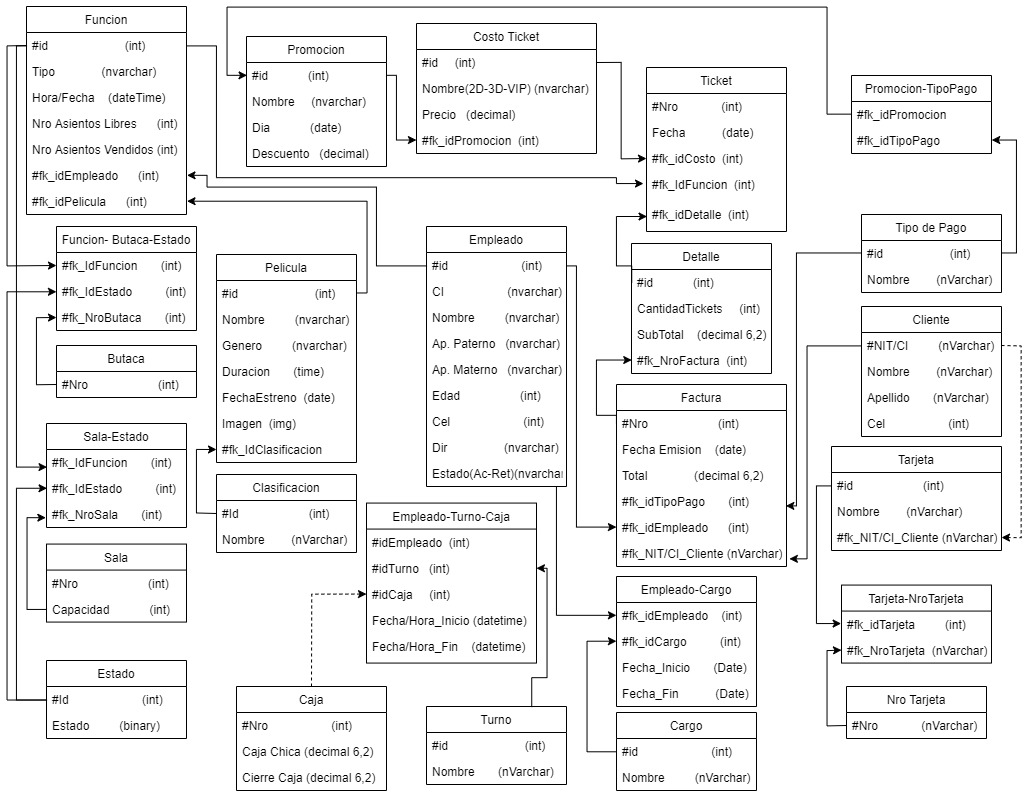 Funcion
#id (int)
Tipo (nvarchar)
Hora/Fecha (dateTime)
Nro Asientos Libres (int)
Nro Asientos Vendidos (int)
#fk_idEmpleado (int)
#fk_idPelicula (int)
Promocion
#id (int)
Nombre (nvarchar)
Dia (date)
Descuento (decimal)
Costo Ticket
#id (int)
Nombre(2D-3D-VIP) (nvarchar)
Precio (decimal)
#fk_idPromocion (int)
Ticket
#Nro (int)
Fecha (date)
#fk_idCosto (int)
#fk_IdFuncion (int)
#fk_idDetalle (int)
Promocion-TipoPago
#fk_idPromocion
#fk_idTipoPago
Funcion- Butaca-Estado
#fk_IdFuncion (int)
#fk_IdEstado (int)
#fk_NroButaca (int)
Pelicula
#id (int)
Nombre (nvarchar)
Genero (nvarchar)
Duracion (time)
FechaEstreno (date)
Imagen (img)
#fk_IdClasificacion
Empleado
#id (int)
CI (nvarchar)
Nombre (nvarchar)
Ap. Paterno (nvarchar)
Ap. Materno (nvarchar)
Edad (int)
Cel (int)
Dir (nvarchar)
Estado(Ac-Ret)(nvarchar
Detalle
#id (int)
CantidadTickets (int)
SubTotal (decimal 6,2)
#fk_NroFactura (int)
Tipo de Pago
#id (int)
Nombre (nVarchar)
Cliente
#NIT/CI (nVarchar)
Nombre (nVarchar)
Apellido (nVarchar)
Cel (int)
Butaca
#Nro (int)
Factura
#Nro (int)
Fecha Emision (date)
Total (decimal 6,2)
#fk_idTipoPago (int)
#fk_idEmpleado (int)
#fk_NIT/CI_Cliente (nVarchar)
Sala-Estado
#fk_IdFuncion (int)
#fk_IdEstado (int)
#fk_NroSala (int)
Clasificacion
#Id (int)
Nombre (nVarchar)
Tarjeta
#id (int)
Nombre (nVarchar)
#fk_NIT/CI_Cliente (nVarchar)
Empleado-Turno-Caja
#idEmpleado (int)
#idTurno (int)
#idCaja (int)
Fecha/Hora_Inicio (datetime)
Fecha/Hora_Fin (datetime)
Sala
#Nro (int)
Capacidad (int)
Empleado-Cargo
#fk_idEmpleado (int)
#fk_idCargo (int)
Fecha_Inicio (Date)
Fecha_Fin (Date)
Tarjeta-NroTarjeta
#fk_idTarjeta (int)
#fk_NroTarjeta (nVarchar)
Estado
#Id (int)
Estado (binary)
Caja
#Nro (int)
Caja Chica (decimal 6,2)
Cierre Caja (decimal 6,2)
Turno
#id (int)
Nombre (nVarchar)
Cargo
#id (int)
Nombre (nVarchar)
Nro Tarjeta
#Nro (nVarchar)